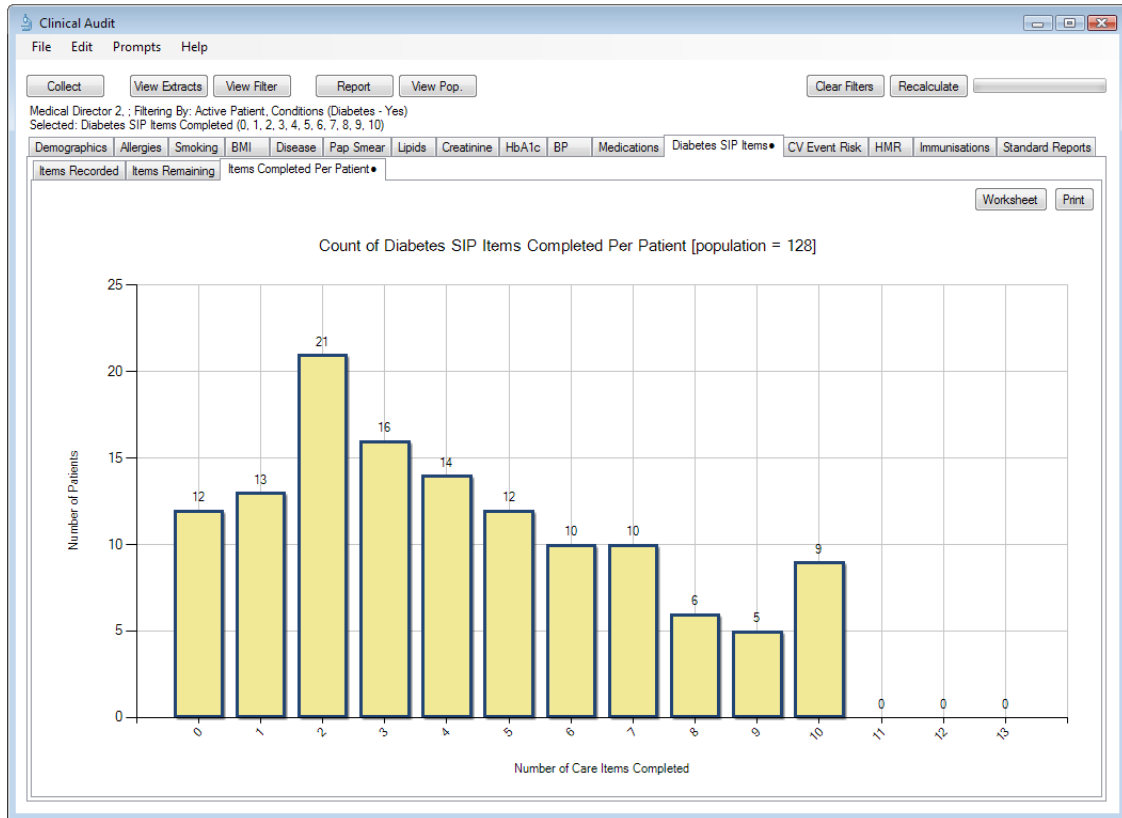 Clinical Audit
File Edit Prompts Help
Collect View Extracts View Filter Report View Pop. Clear Filters Recalculate
Medical Director 2, ; Filtering By: Active Patient, Conditions (Diabetes - Yes)
Selected: Diabetes SIP Items Completed (0, 1, 2, 3, 4, 5, 6, 7, 8, 9, 10)
Demographics Allergies Smoking BMI Disease Pap Smear Lipids Creatinine HbA1c BP Medications Diabetes SIP Items● CV Event Risk HMR Immunisations Standard Reports
Items Recorded Items Remaining Items Completed Per Patient●
Worksheet Print
Count of Diabetes SIP Items Completed Per Patient [population = 128]
Number of Patients
25
20
15
10
5
0
12 13 21 16 14 12 10 10 6 5 9 0 0 0
0 1 2 3 4 5 6 7 8 9 10 11 12 13
Number of Care Items Completed